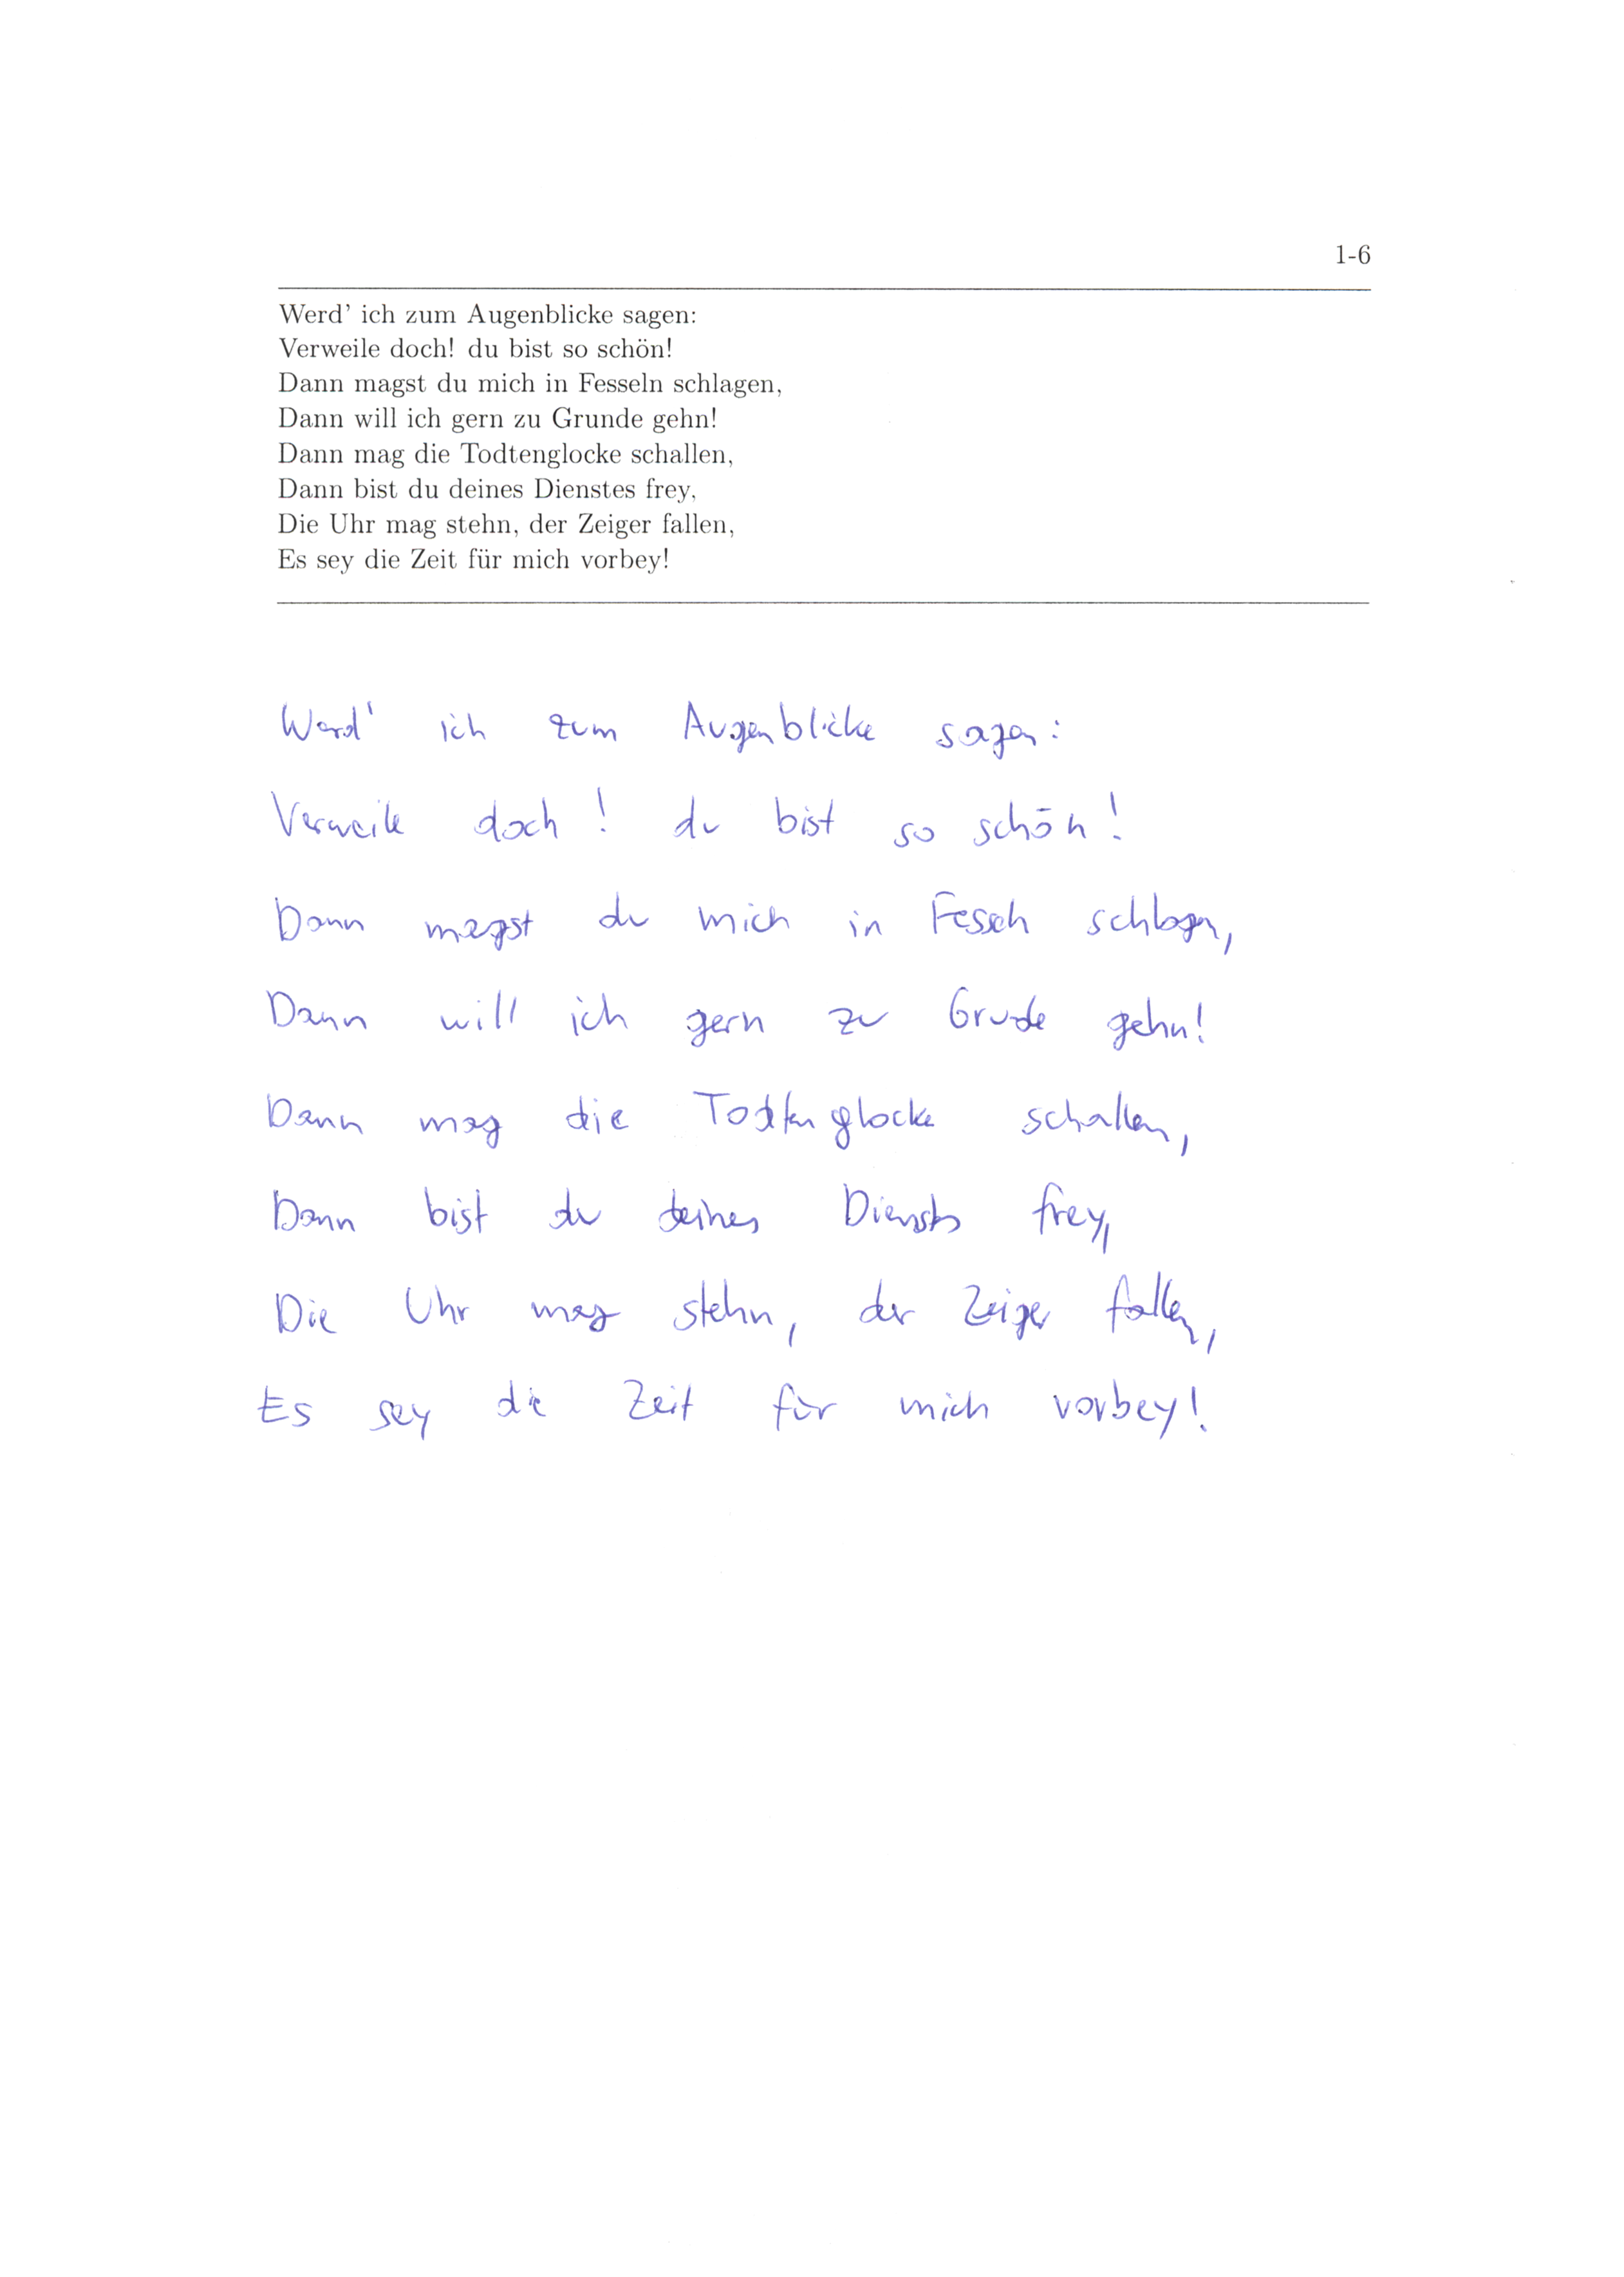 1-6
Werd' ich zum Augenblicke sagen:
Verweile doch! du bist so schön!
Dann magst du mich in Fesseln schlagen,
Dann will ich gern zu Grunde gehn!
Dann mag die Todtenglocke schallen,
Dann bist du deines Dienstes frey,
Die Uhr mag stehn, der Zeiger fallen,
Es sey die Zeit für mich vorbey!
Werd' ich zum Augenblicke sagen:
Verweile doch! du bist so schön!
Dann magst du mich in Fesseln schlagen,
Dann will ich gern zu Grunde gehn!
Dann mag die Todtenglocke schallen,
Dann bist du deines Dienstes frey,
Die Uhr mag stehn, der Zeiger fallen,
Es sey die Zeit für mich vorbey!